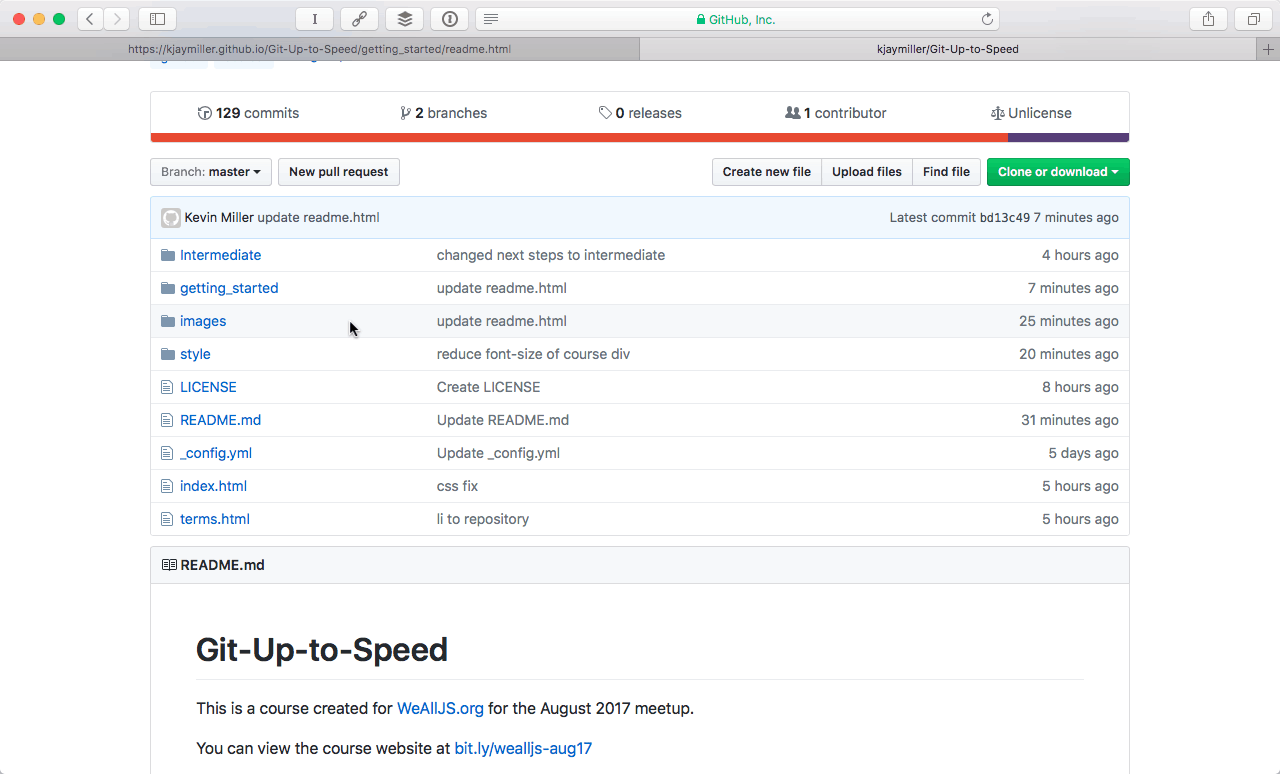 GitHub, Inc.
https://kjaymiller.github.io/Git-Up-to-Speed/getting_started/readme.html kjaymiller/Git-Up-to-Speed
129 commits 2 branches 0 releases 1 contributor Unlicense
Branch: master New pull request Create new file Upload files Find file Clone or download
Kevin Miller update readme.html Latest commit bd13c49 7 minutes ago
Intermediate changed next steps to intermediate 4 hours ago
getting_started update readme.html 7 minutes ago
images update readme.html 25 minutes ago
style reduce font-size of course div 20 minutes ago
LICENSE Create LICENSE 8 hours ago
README.md Update README.md 31 minutes ago
_config.yml Update _config.yml 5 days ago
index.html css fix 5 hours ago
terms.html li to repository 5 hours ago
README.md
Git-Up-to-Speed
This is a course created for WeAllJS.org for the August 2017 meetup.
You can view the course website at bit.ly/wealljs-aug17